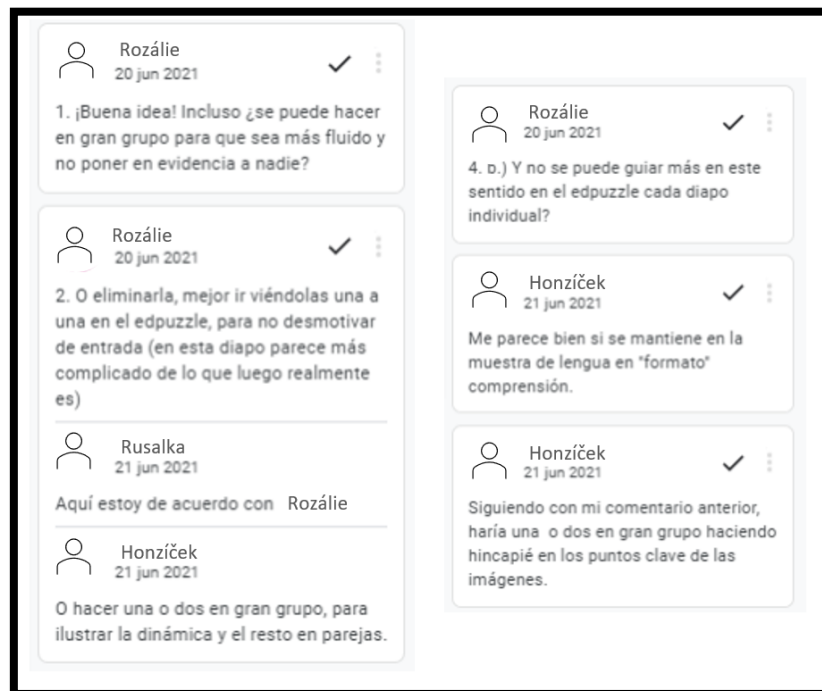 Rozálie
20 jun 2021
1. ¡Buena idea! Incluso ¿se puede hacer
en gran grupo para que sea más fluido y
no poner en evidencia a nadie?
Rozálie
20 jun 2021
2. O eliminarla, mejor ir viéndolas una a
una en el edpuzzle, para no desmotivar
de entrada (en esta diapo parece más
complicado de lo que luego realmente
es)
Rusalka
21 jun 2021
Aquí estoy de acuerdo con Rozálie
Honzíček
21 jun 2021
O hacer una o dos en gran grupo, para
ilustrar la dinámica y el resto en parejas.
Rozálie
20 jun 2021
4. D.) Y no se puede guiar más en este
sentido en el edpuzzle cada diapo
individual?
Honzíček
21 jun 2021
Me parece bien si se mantiene en la
muestra de lengua en "formato"
comprensión.
Honzíček
21 jun 2021
Siguiendo con mi comentario anterior,
haría una o dos en gran grupo haciendo
hincapié en los puntos clave de las
imágenes.